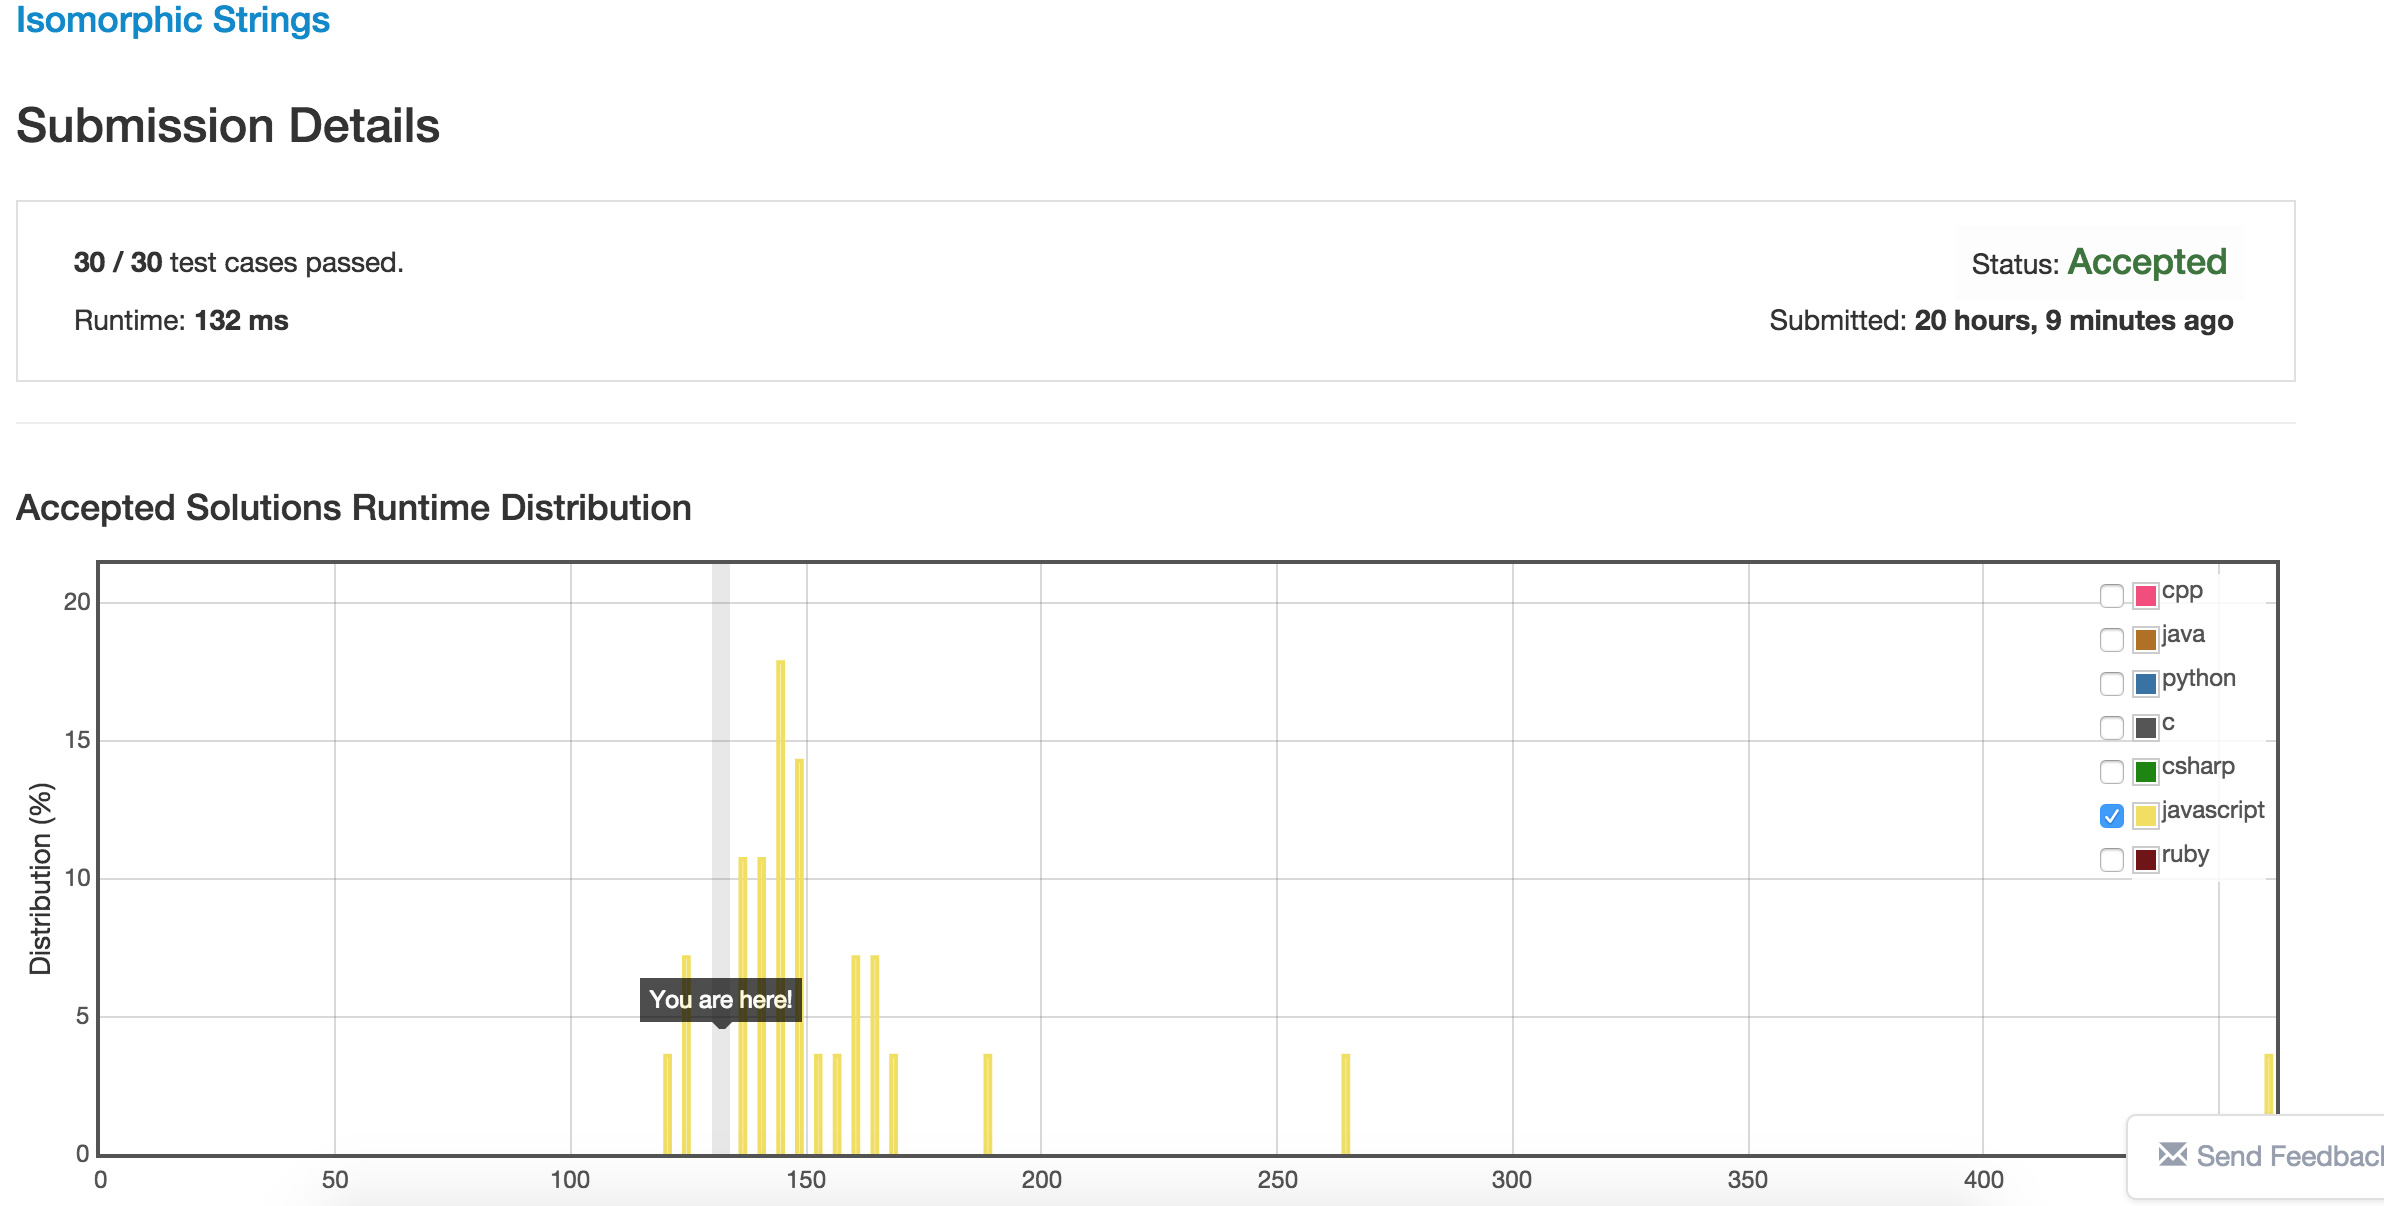 Isomorphic Strings
Submission Details
30 / 30 test cases passed.
Status: Accepted
Runtime: 132 ms
Submitted: 20 hours, 9 minutes ago
Accepted Solutions Runtime Distribution
Distribution (%)
20
15
10
5
0
cpp
java
python
c
csharp
javascript
ruby
You are here!
0 50 100 150 200 250 300 350 400
Send Feedbac